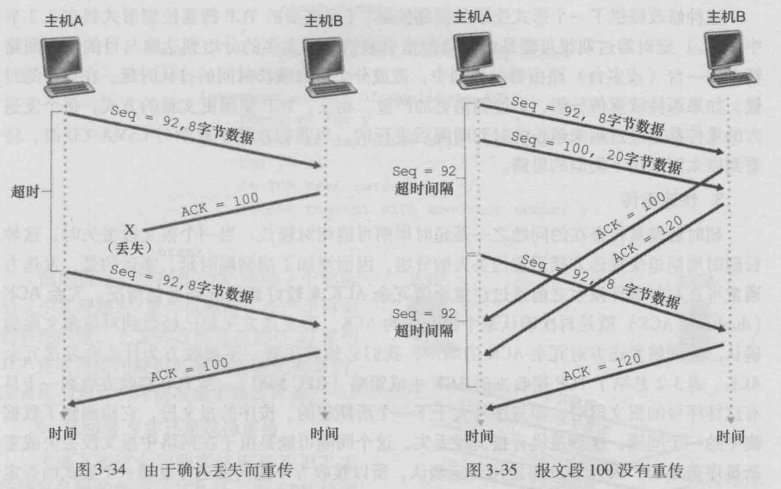 主机A
主机B
Seq = 92,8字节数据
超时
ACK = 100
X
(丢失)
Seq = 92,8字节数据
ACK = 100
时间
时间
图 3-34 由于确认丢失而重传
主机A
主机B
Seq = 92, 8字节数据
Seq = 100, 20字节数据
Seq = 92
超时间隔
ACK = 100
ACK = 120
Seq = 92, 8字节数据
Seq = 92
超时间隔
ACK = 120
时间
时间
图 3-35 报文段 100 没有重传